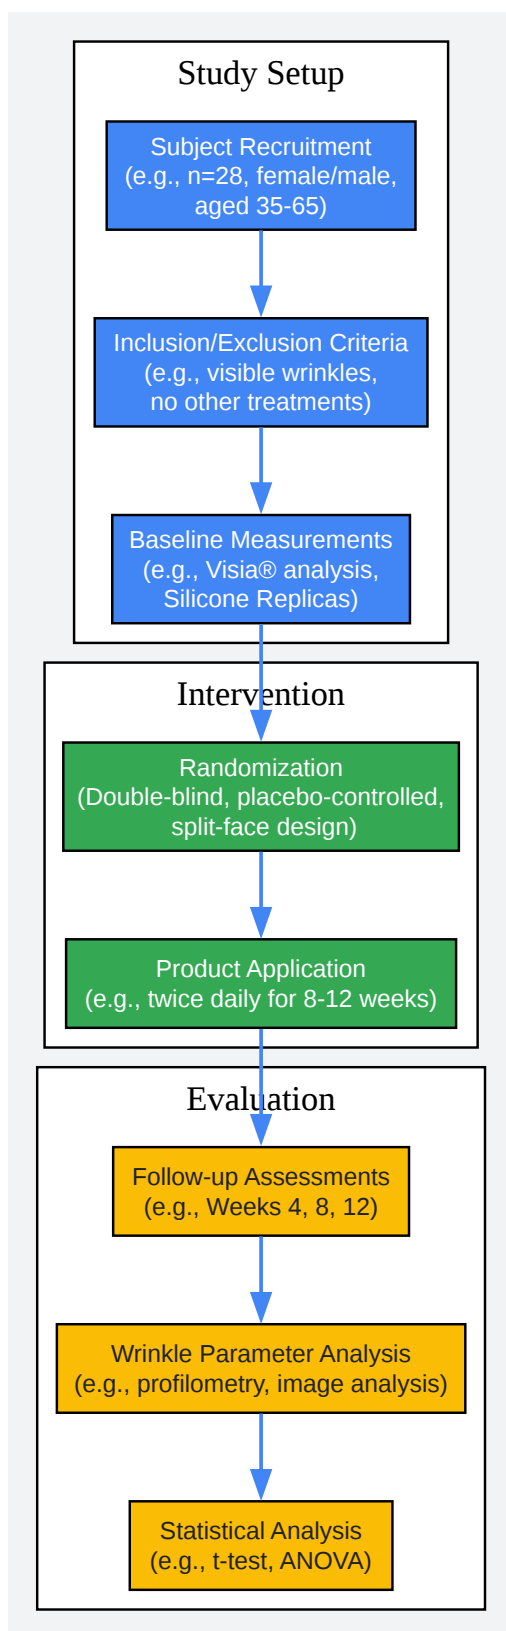 Study Setup
Subject Recruitment
(e.g., n=28, female/male,
aged 35-65)
Inclusion/Exclusion Criteria
(e.g., visible wrinkles,
no other treatments)
Baseline Measurements
(e.g., Visia® analysis,
Silicone Replicas)
Intervention
Randomization
(Double-blind, placebo-controlled,
split-face design)
Product Application
(e.g., twice daily for 8-12 weeks)
Evaluation
Follow-up Assessments
(e.g., Weeks 4, 8, 12)
Wrinkle Parameter Analysis
(e.g., profilometry, image analysis)
Statistical Analysis
(e.g., t-test, ANOVA)